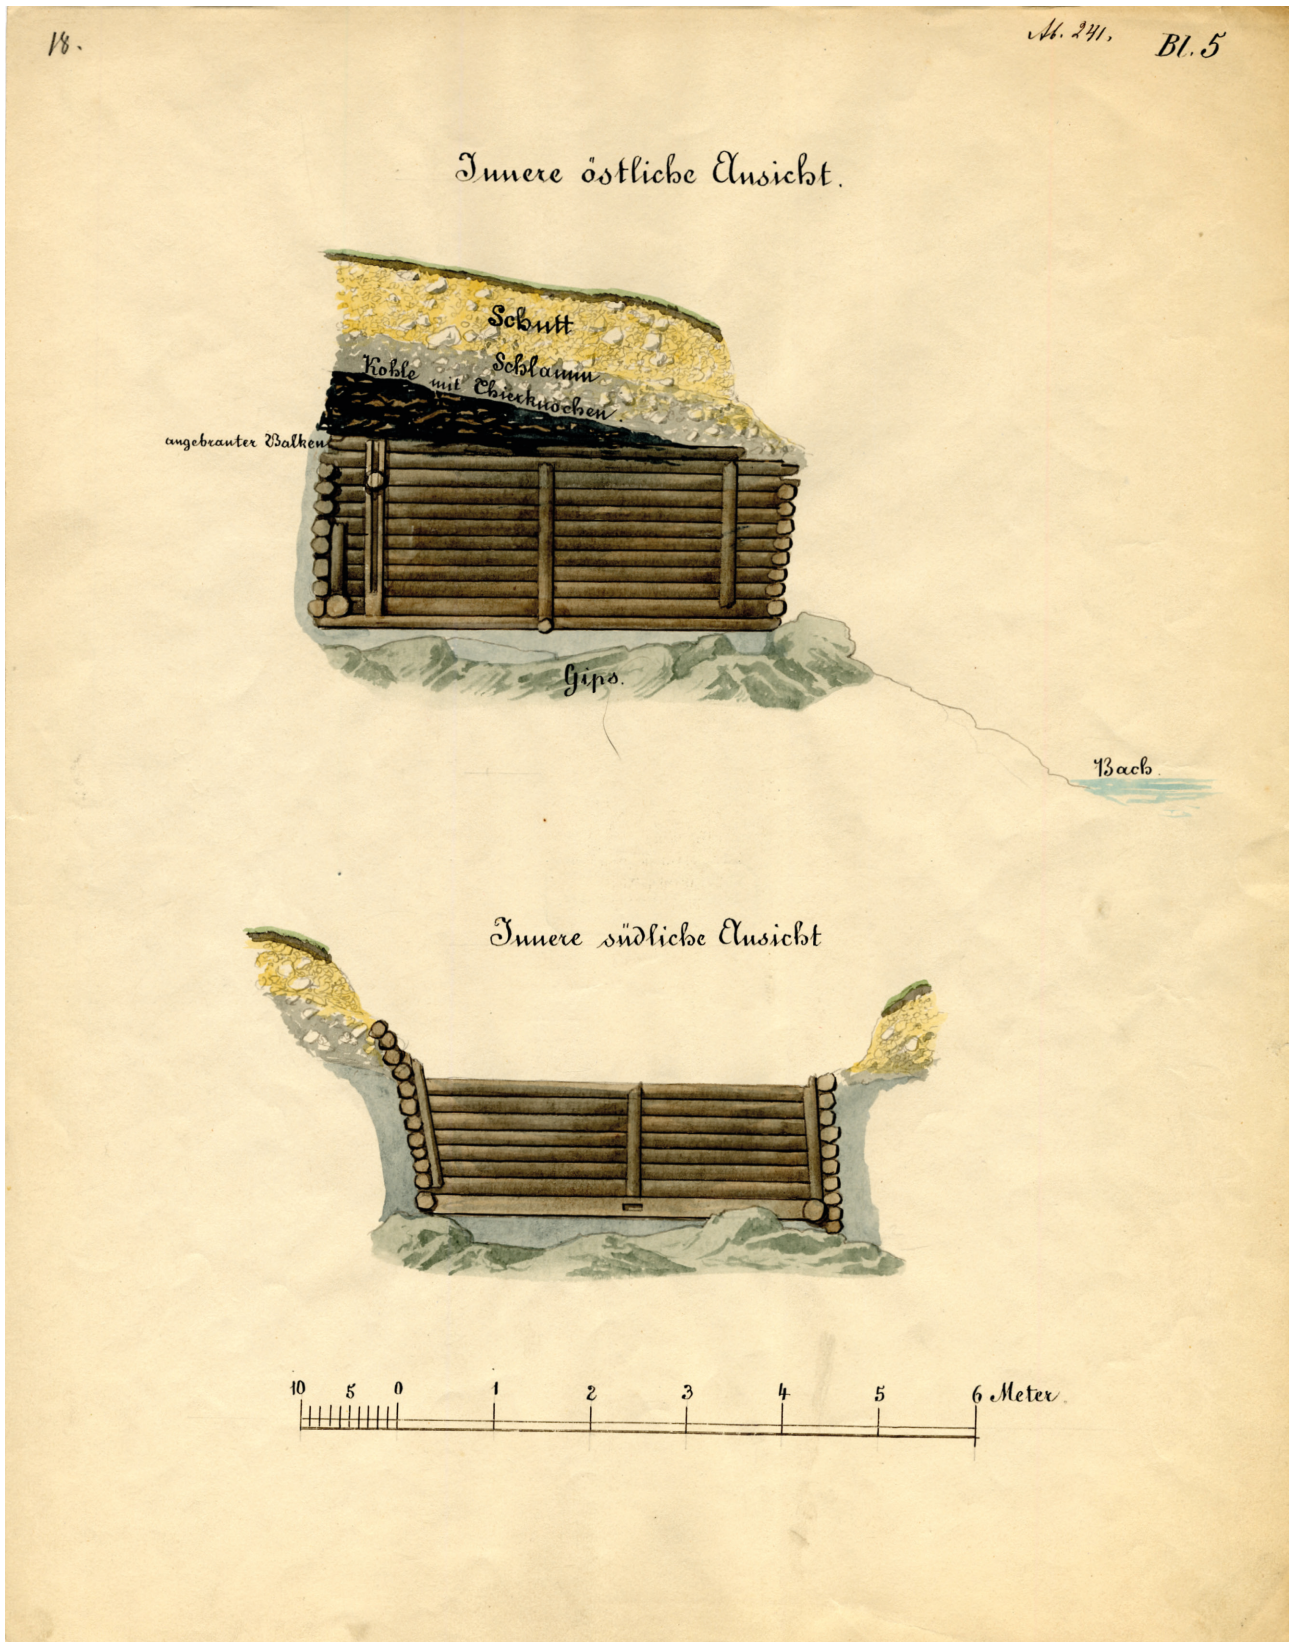 18.
Ab. 241,
Bl. 5
Innere östliche Ansicht.
Schutt
Schlamm
Kohle mit Thierknochen.
angebranter Balken
Gips.
Bach.
Innere südliche Ansicht
10 5 0 1 2 3 4 5 6 Meter.